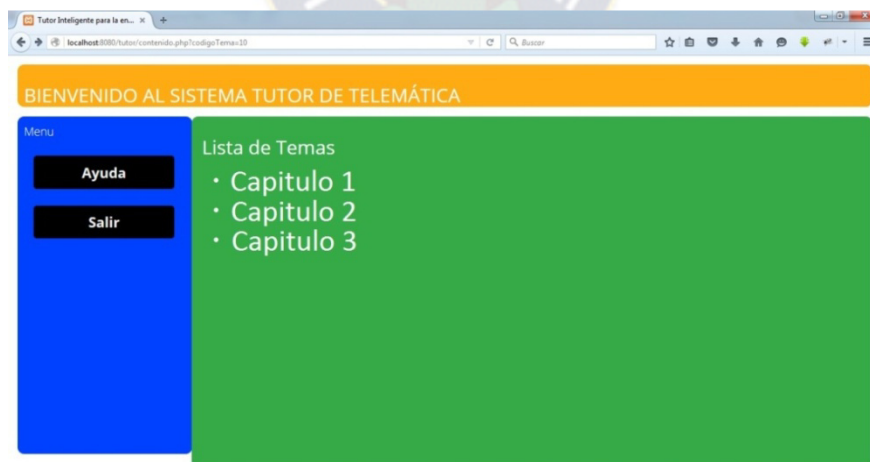 Tutor Inteligente para la en...
localhost:8080/tutor/contenido.php?codigoTema=10
Buscar
BIENVENIDO AL SISTEMA TUTOR DE TELEMÁTICA
Menu
Ayuda
Salir
Lista de Temas
· Capitulo 1
· Capitulo 2
· Capitulo 3